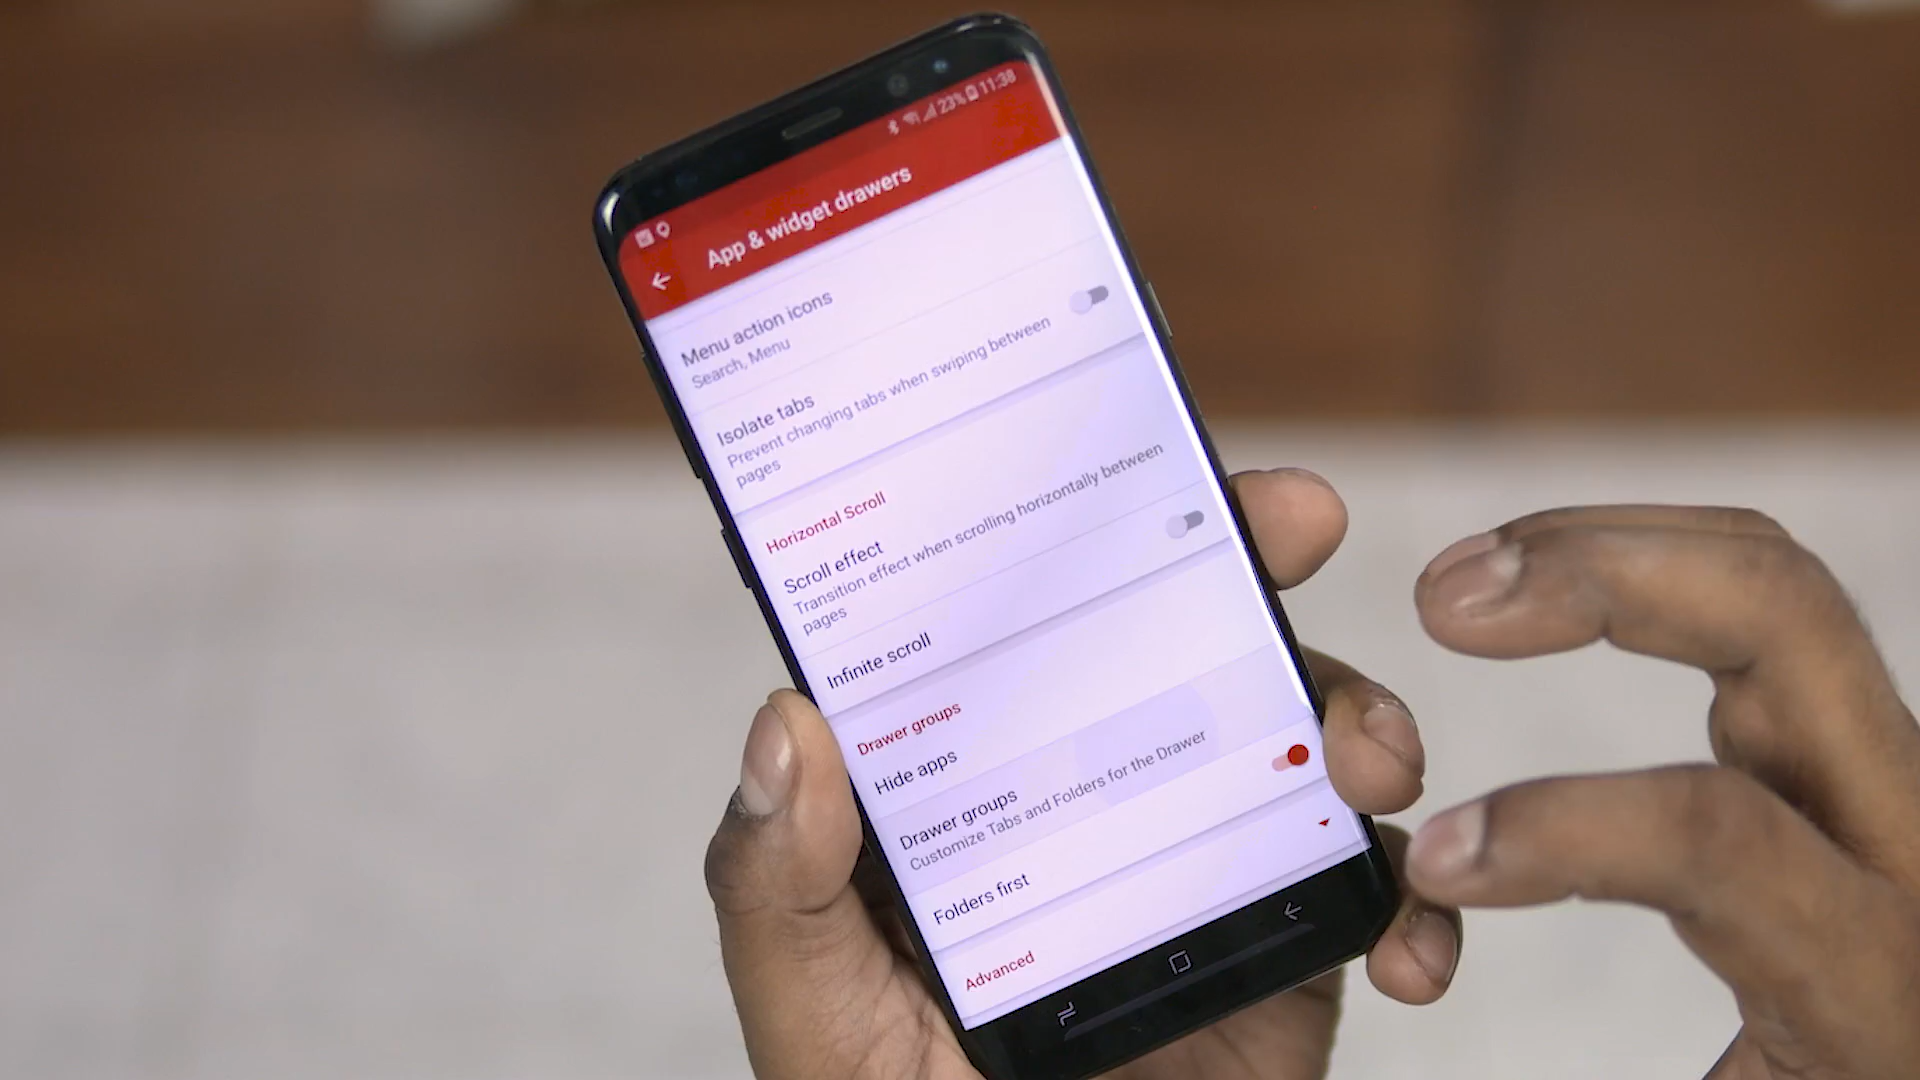 23% 11:38
App & widget drawers
Menu action icons
Search, Menu
Isolate tabs
Prevent changing tabs when swiping between
pages
Horizontal Scroll
Scroll effect
Transition effect when scrolling horizontally between
pages
Infinite scroll
Drawer groups
Hide apps
Drawer groups
Customize Tabs and Folders for the Drawer
Folders first
Advanced